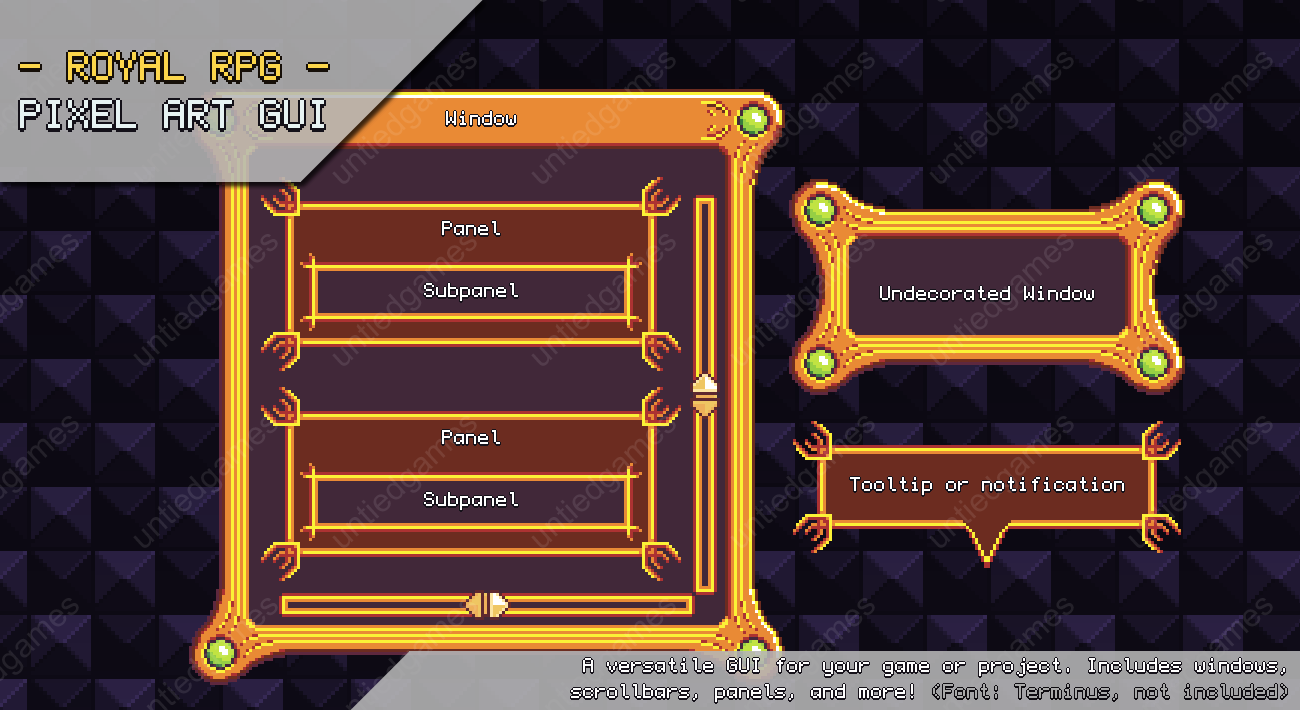 - ROYAL RPG -
PIXEL ART GUI
Window
Panel
Subpanel
Panel
Subpanel
Undecorated Window
Tooltip or notification
A versatile GUI for your game or project. Includes windows,
scrollbars, panels, and more! (Font: Terminus, not included)
untiedgames